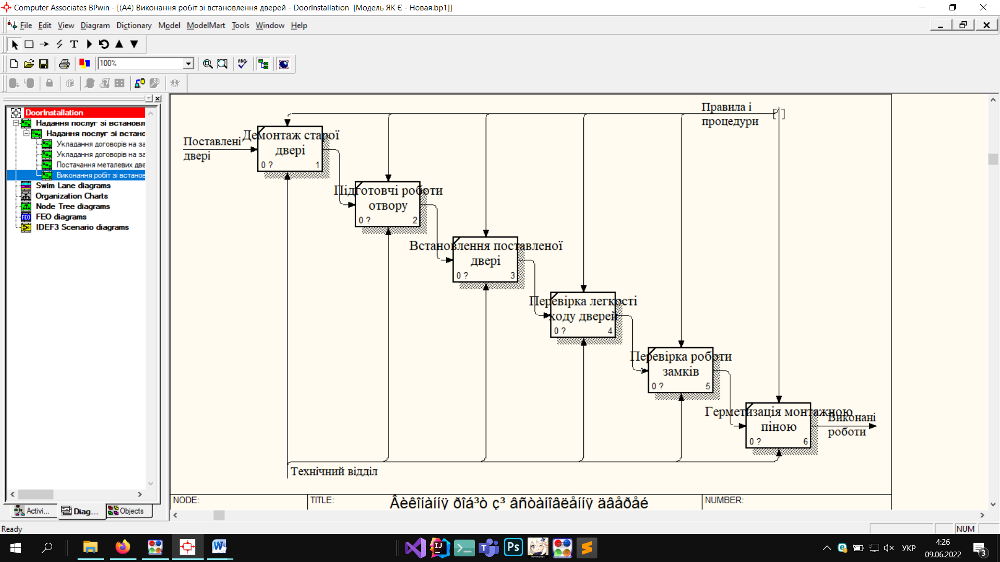 Computer Associates BPwin - [(A4) Виконання робіт зі встановлення дверей - DoorInstallation  [Модель ЯК Є - Новая.bp1]]
File Edit View Diagram Dictionary Model ModelMart Tools Window Help
T
100%
ABC
DoorInstallation
Надання послуг зі встановл
Надання послуг зі встано
Укладання договорів на за
Укладання договорів на за
Постачання металевих две
Виконання робіт зі встанов
Swim Lane diagrams
Organization Charts
Node Tree diagrams
FEO FEO diagrams
IDEF3 Scenario diagrams
Activi... Diag... Objects
Правила і
процедури
Поставлені
двері
Демонтаж старої
двері
0 ? 1
Підготовчі роботи
отвору
0 ? 2
Встановлення поставленої
двері
0 ? 3
Перевірка легкості
ходу дверей
0 ? 4
Перевірка роботи
замків
0 ? 5
Герметизація монтажною
піною
0 ? 6
Виконані
роботи
Технічний відділ
NODE: TITLE: Âèêîíàííÿ ðîá³ò ç³ âñòàíîâëåííÿ äâåðåé NUMBER:
Ready NUM
W IJ T Ps S
УКР
4:26
09.06.2022
3